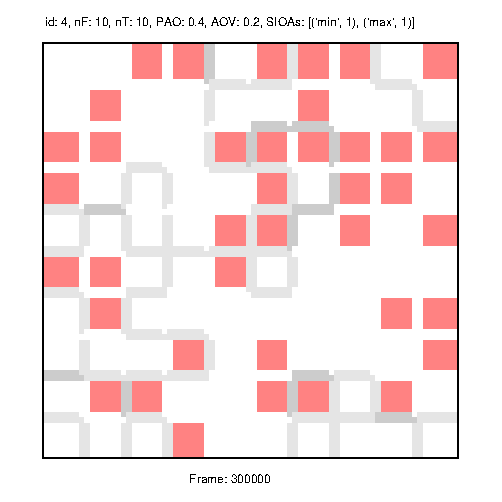 id: 4, nF: 10, nT: 10, PAO: 0.4, AOV: 0.2, SIOAs: [('min', 1), ('max', 1)]
Frame: 300000